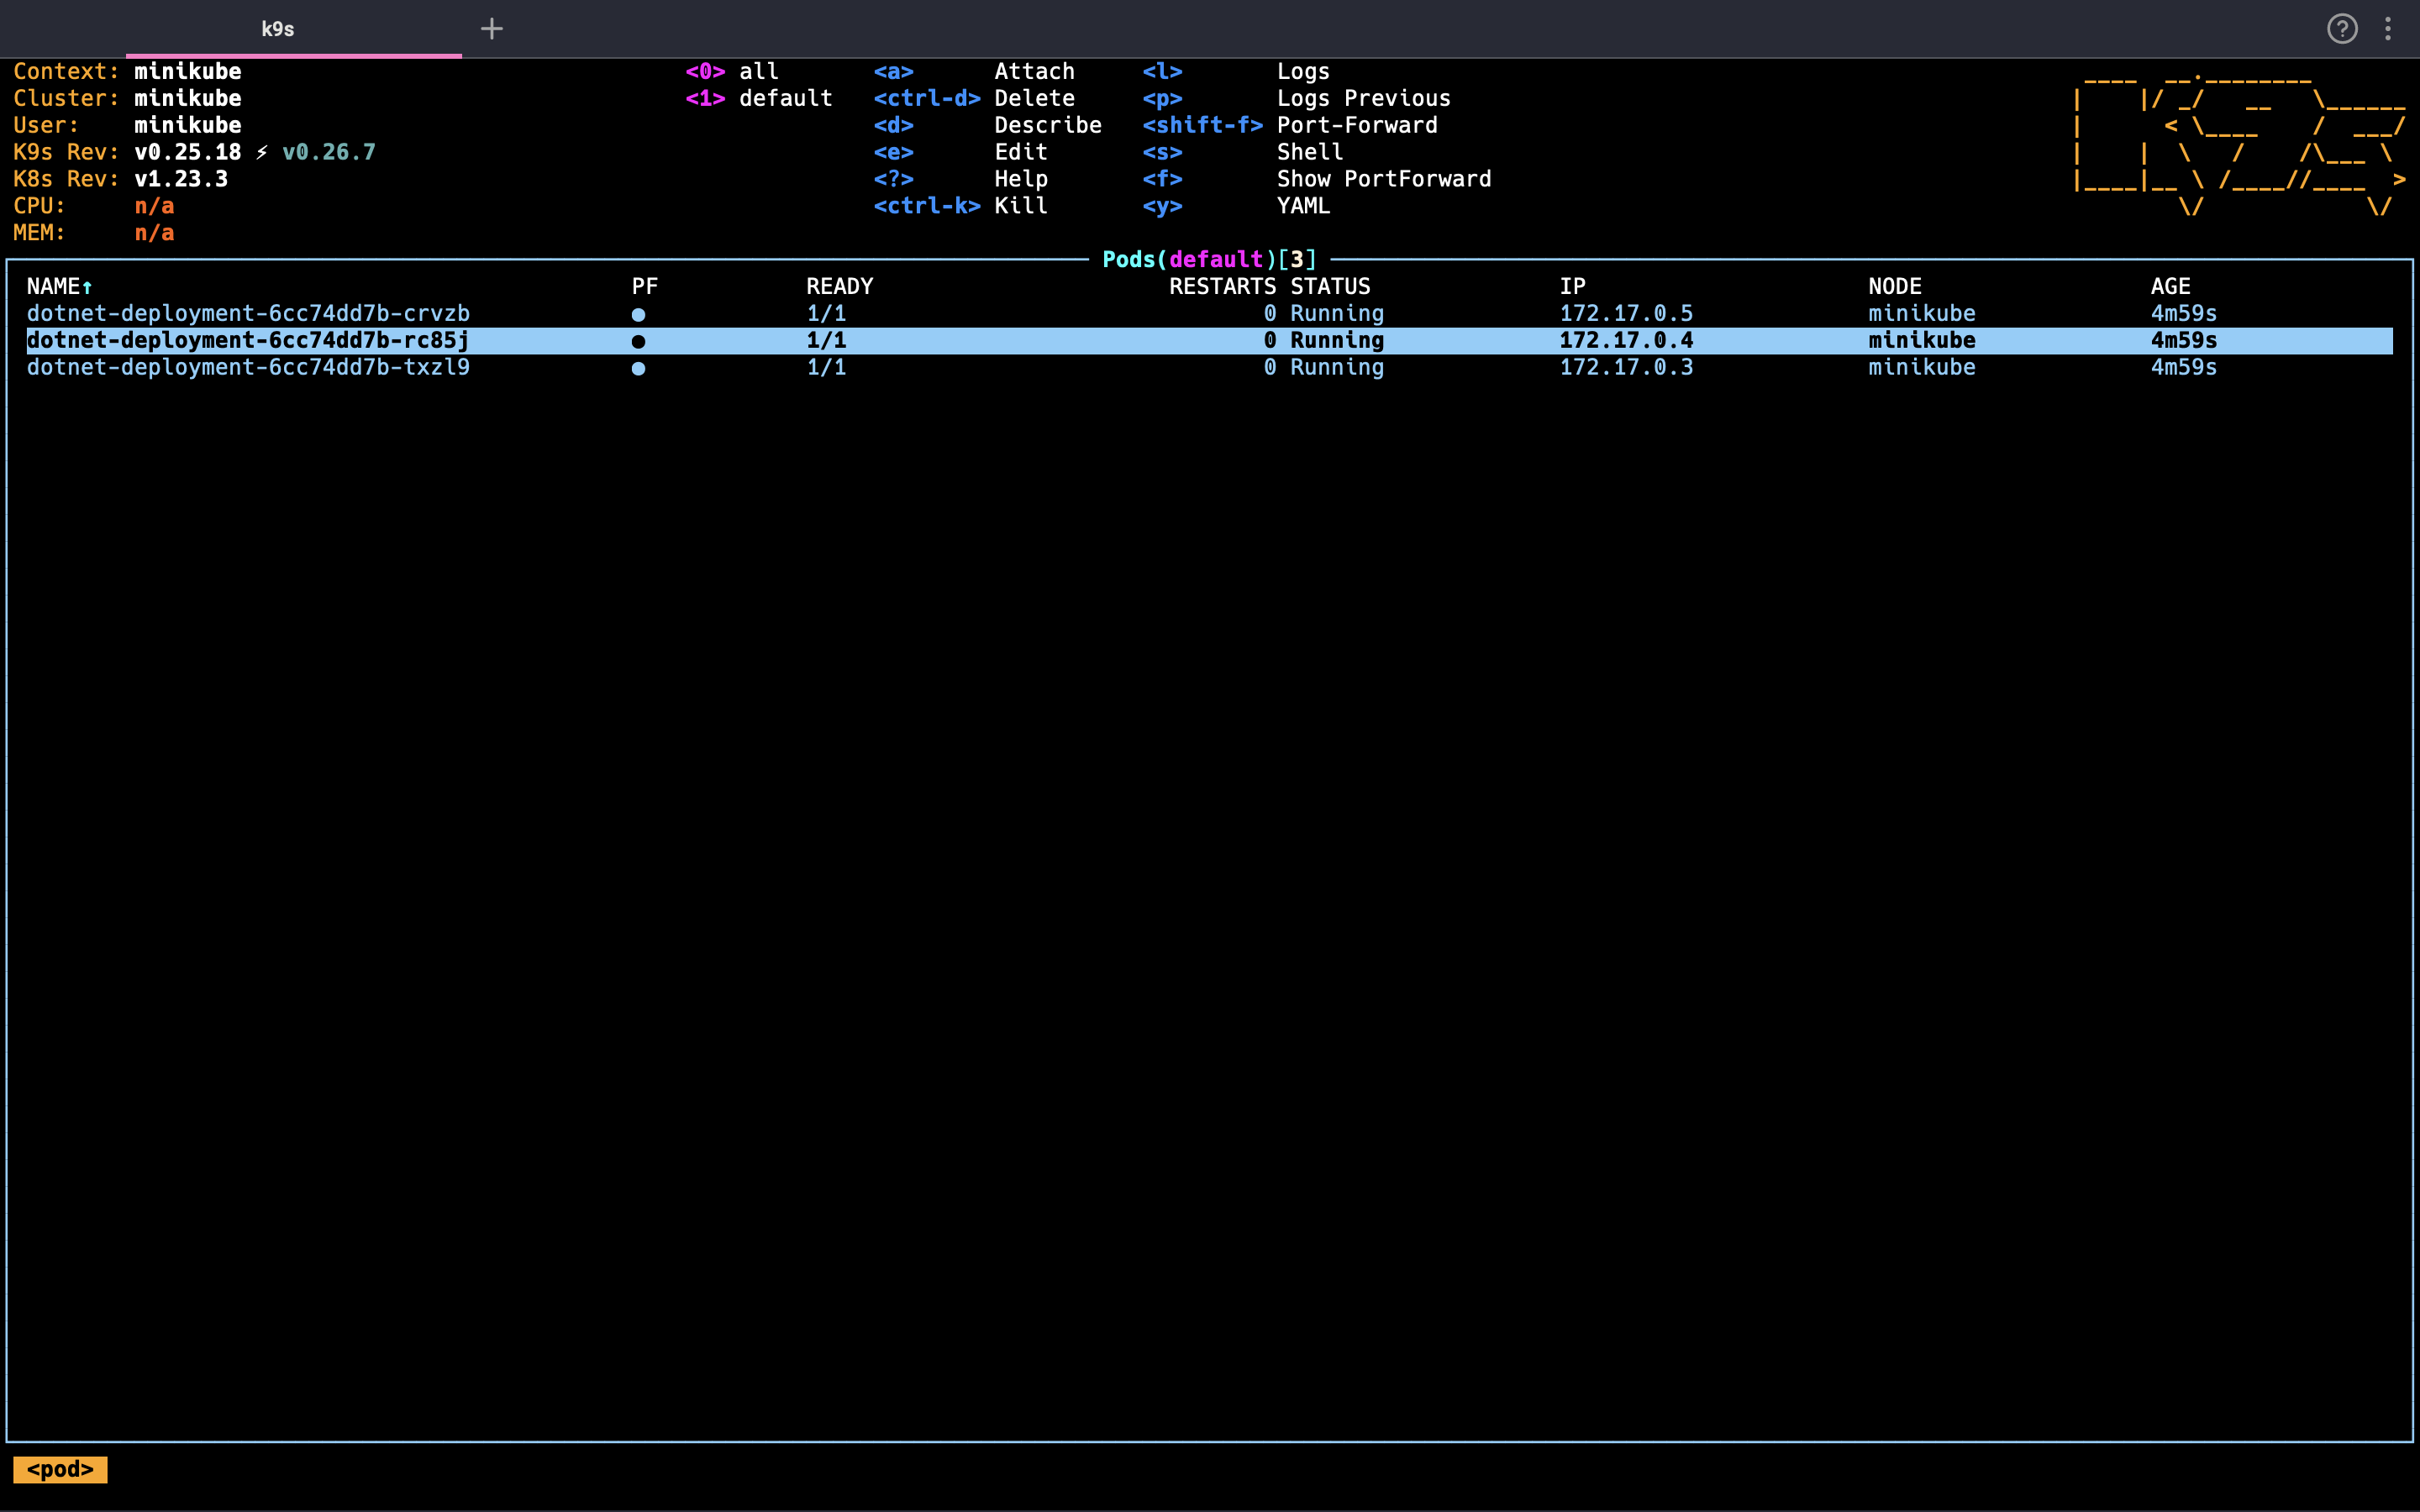 k9s +
Context: minikube <0> all <a> Attach <l> Logs
Cluster: minikube <1> default <ctrl-d> Delete <p> Logs Previous
User: minikube <d> Describe <shift-f> Port-Forward
K9s Rev: v0.25.18 ⚡ v0.26.7 <e> Edit <s> Shell
K8s Rev: v1.23.3 <?> Help <f> Show PortForward
CPU: n/a <ctrl-k> Kill <y> YAML
MEM: n/a
Pods(default)[3]
NAME↑ PF READY RESTARTS STATUS IP NODE AGE
dotnet-deployment-6cc74dd7b-crvzb ● 1/1 0 Running 172.17.0.5 minikube 4m59s
dotnet-deployment-6cc74dd7b-rc85j ● 1/1 0 Running 172.17.0.4 minikube 4m59s
dotnet-deployment-6cc74dd7b-txzl9 ● 1/1 0 Running 172.17.0.3 minikube 4m59s
<pod>